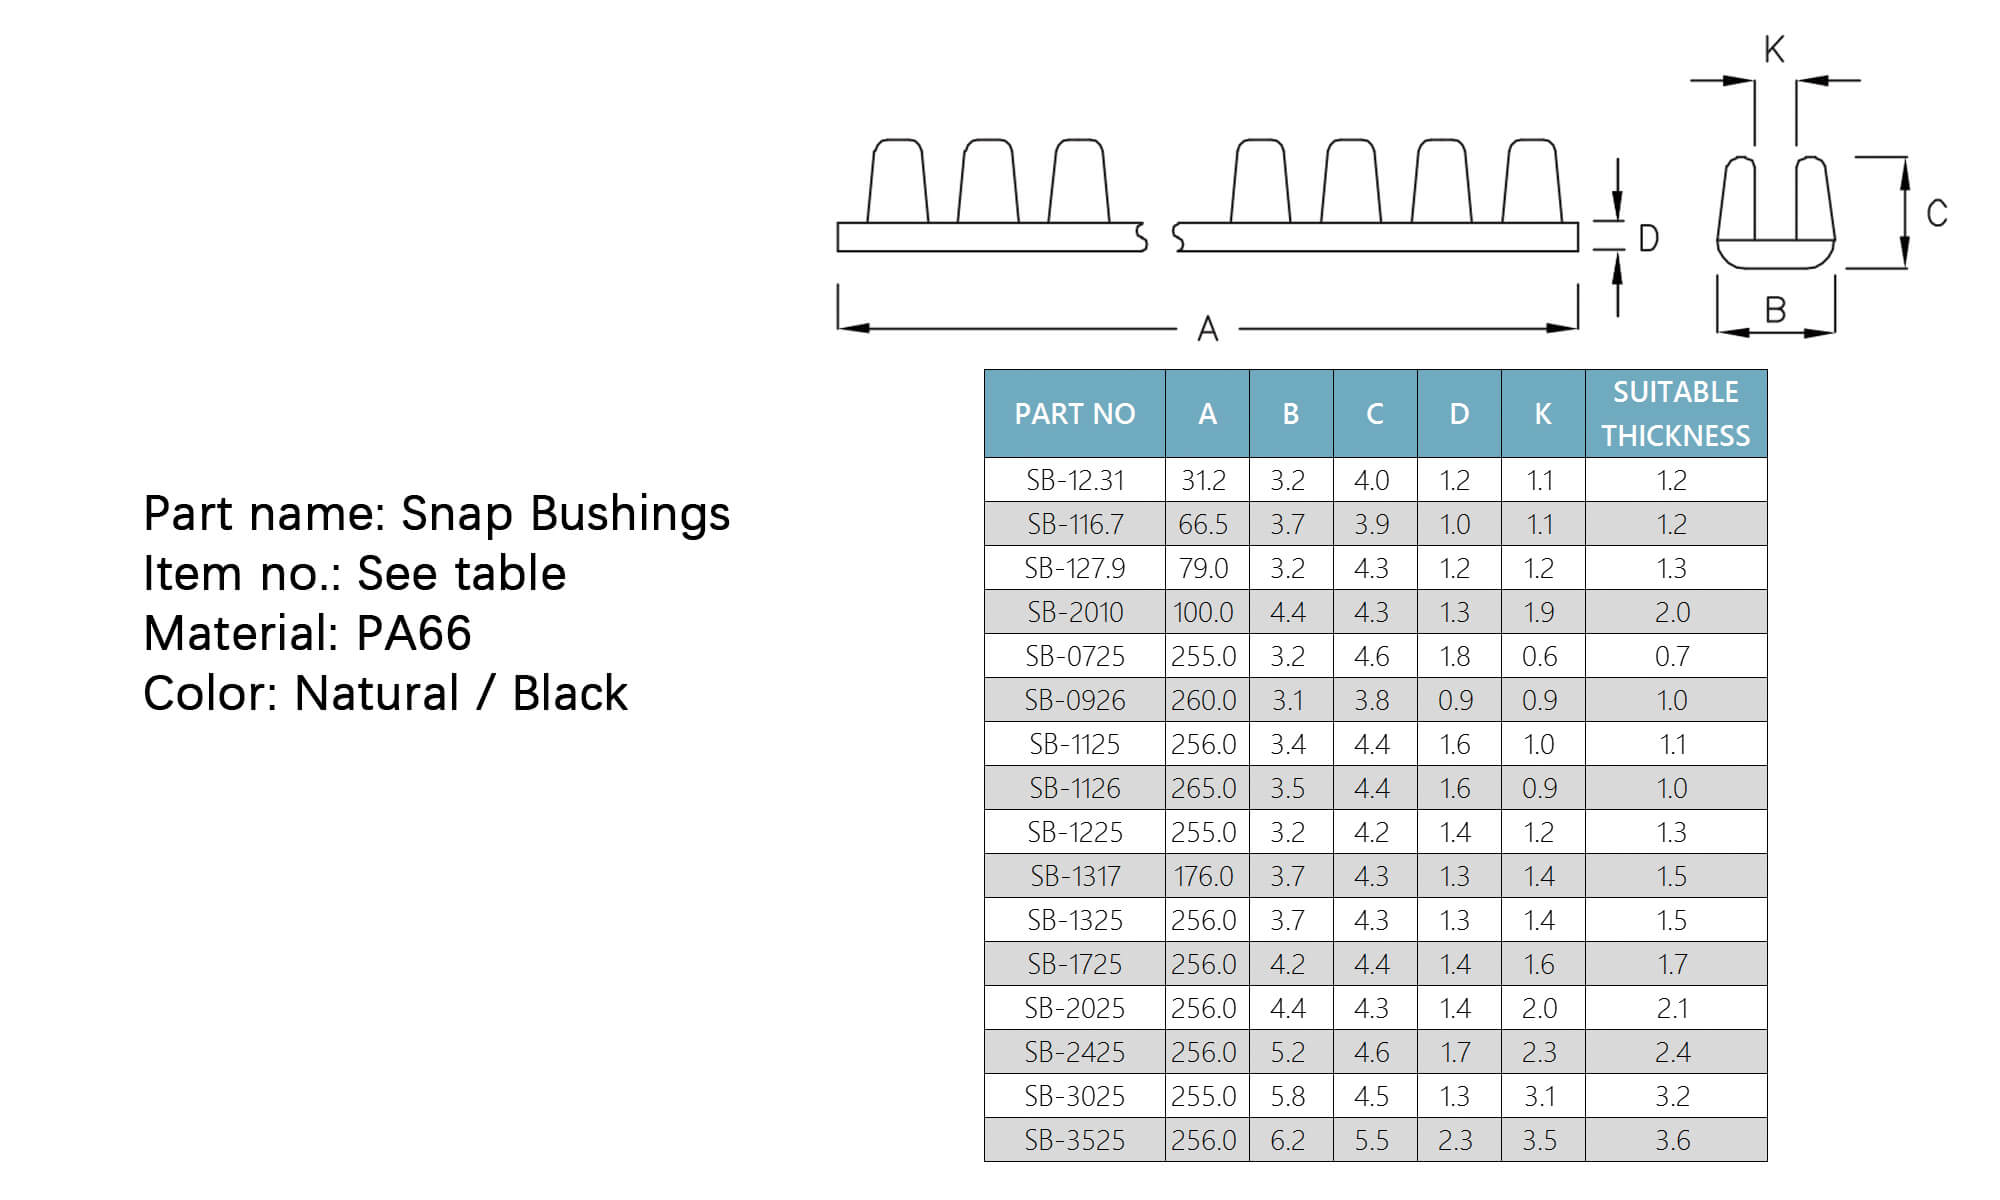 K
C
D
B
A
PART NO A B C D K SUITABLE THICKNESS
SB-12.31 31.2 3.2 4.0 1.2 1.1 1.2
SB-116.7 66.5 3.7 3.9 1.0 1.1 1.2
SB-127.9 79.0 3.2 4.3 1.2 1.2 1.3
SB-2010 100.0 4.4 4.3 1.3 1.9 2.0
SB-0725 255.0 3.2 4.6 1.8 0.6 0.7
SB-0926 260.0 3.1 3.8 0.9 0.9 1.0
SB-1125 256.0 3.4 4.4 1.6 1.0 1.1
SB-1126 265.0 3.5 4.4 1.6 0.9 1.0
SB-1225 255.0 3.2 4.2 1.4 1.2 1.3
SB-1317 176.0 3.7 4.3 1.3 1.4 1.5
SB-1325 256.0 3.7 4.3 1.3 1.4 1.5
SB-1725 256.0 4.2 4.4 1.4 1.6 1.7
SB-2025 256.0 4.4 4.3 1.4 2.0 2.1
SB-2425 256.0 5.2 4.6 1.7 2.3 2.4
SB-3025 255.0 5.8 4.5 1.3 3.1 3.2
SB-3525 256.0 6.2 5.5 2.3 3.5 3.6
Part name: Snap Bushings
Item no.: See table
Material: PA66
Color: Natural / Black